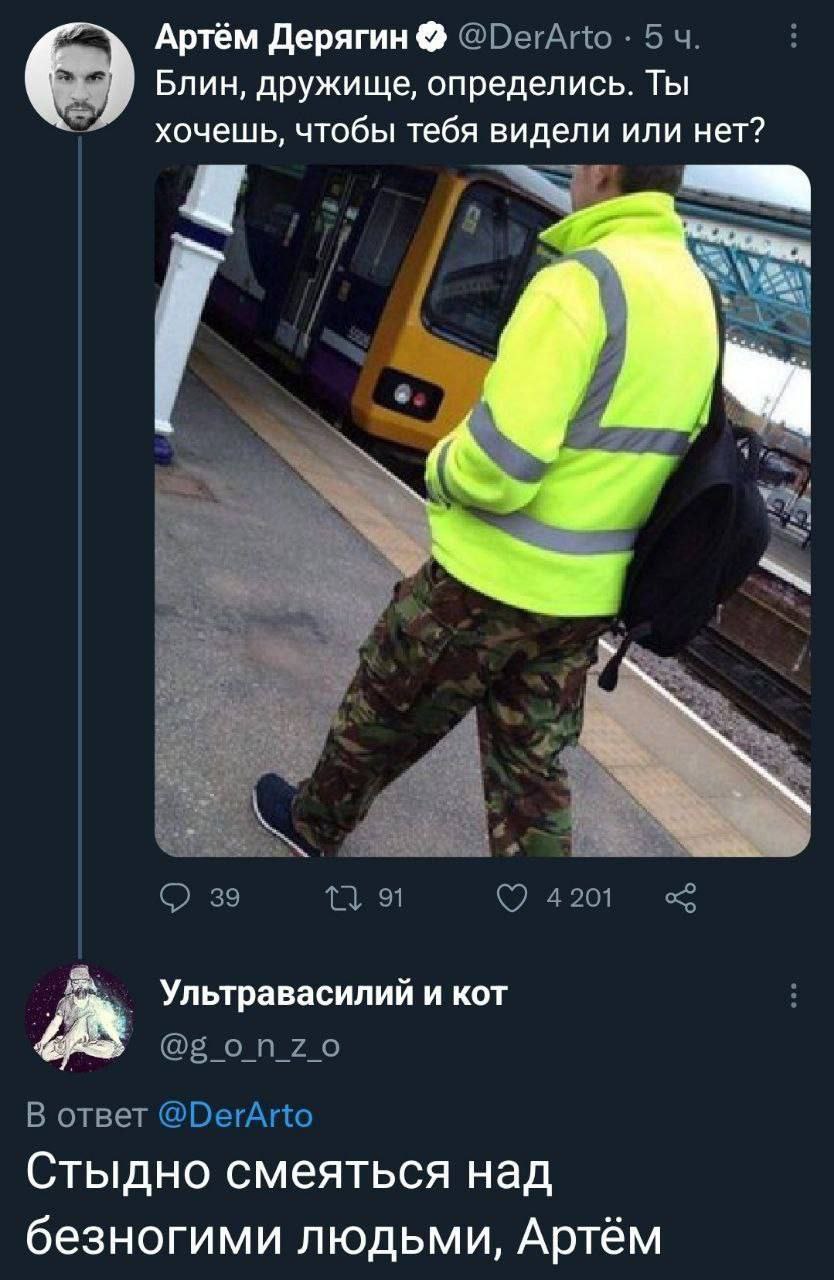 Артём Дерягин @DerArto · 5 ч.
Блин, дружище, определись. Ты
хочешь, чтобы тебя видели или нет?
39 91 4 201
Ультравасилий и кот
@g_o_n_z_o
В ответ @DerArto
Стыдно смеяться над
безногими людьми, Артём